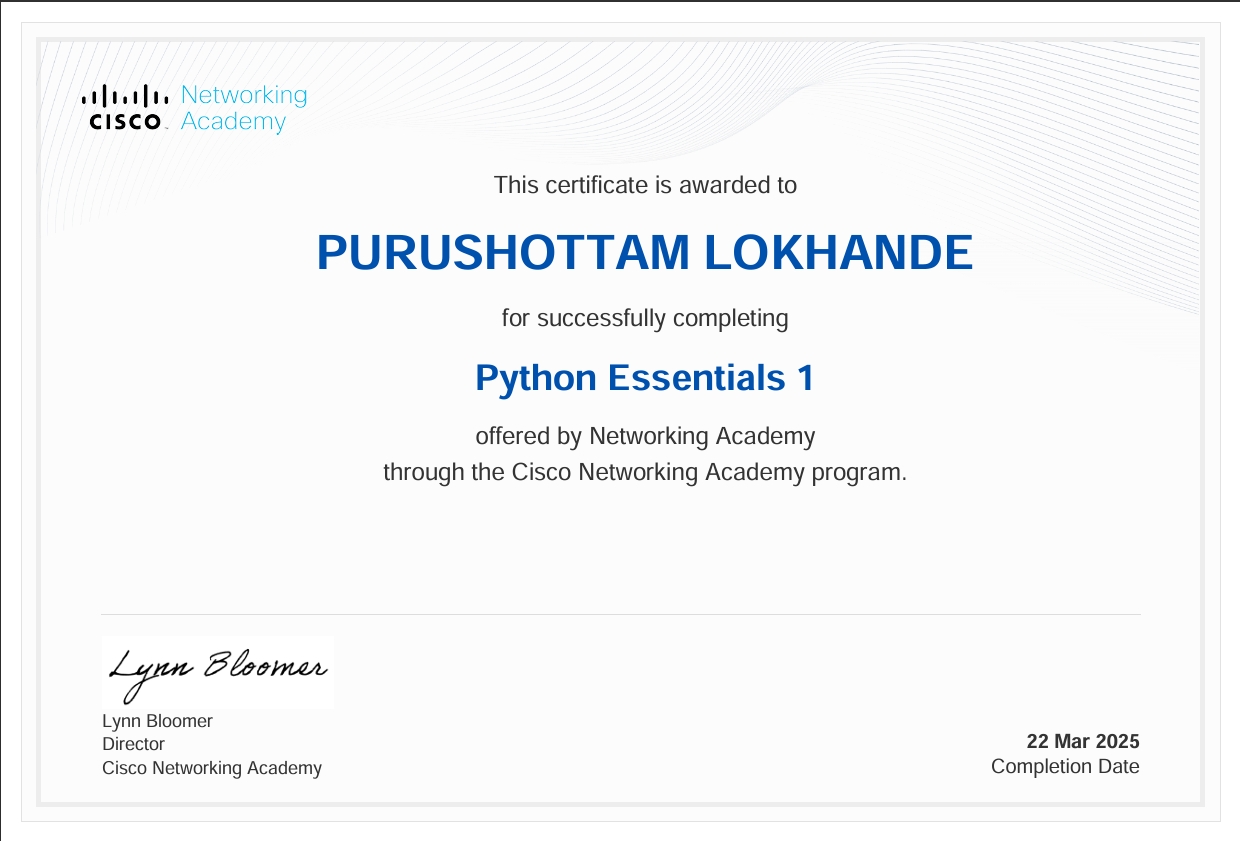 CISCO
Networking
Academy
This certificate is awarded to
PURUSHOTTAM LOKHANDE
for successfully completing
Python Essentials 1
offered by Networking Academy
through the Cisco Networking Academy program.
Lynn Bloomer
Lynn Bloomer
Director
Cisco Networking Academy
22 Mar 2025
Completion Date